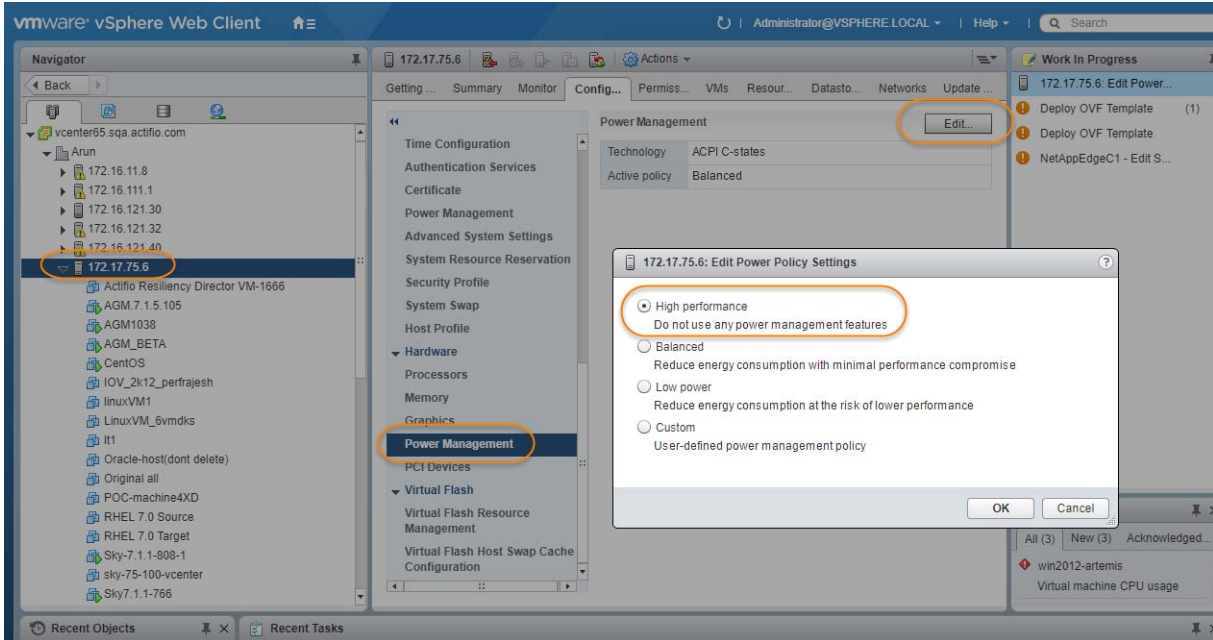 vmware® vSphere Web Client
Administrator@VSPHERE.LOCAL
Help
Search
Navigator
Back
vcenter65.sqa.actifio.com
Arun
172.16.11.8
172.16.111.1
172.16.121.30
172.16.121.32
172.16.121.40
172.17.75.6
Actifio Resiliency Director VM-1666
AGM.7.1.5.105
AGM1038
AGM_BETA
CentOS
IOV_2k12_perfrajesh
linuxVM1
LinuxVM_6vmdks
lt1
Oracle-host(dont delete)
Original all
POC-machine4XD
RHEL 7.0 Source
RHEL 7.0 Target
Sky-7.1.1-808-1
sky-75-100-vcenter
Sky7.1.1-766
172.17.75.6
Actions
Getting ... Summary Monitor Config... Permiss... VMs Resour... Datasto... Networks Update ...
Time Configuration
Authentication Services
Certificate
Power Management
Advanced System Settings
System Resource Reservation
Security Profile
System Swap
Host Profile
Hardware
Processors
Memory
Graphics
Power Management
PCI Devices
Virtual Flash
Virtual Flash Resource
Management
Virtual Flash Host Swap Cache
Configuration
Power Management
Edit...
Technology ACPI C-states
Active policy Balanced
172.17.75.6: Edit Power Policy Settings
?
High performance
Do not use any power management features
Balanced
Reduce energy consumption with minimal performance compromise
Low power
Reduce energy consumption at the risk of lower performance
Custom
User-defined power management policy
OK Cancel
Work In Progress
172.17.75.6: Edit Power...
Deploy OVF Template (1)
Deploy OVF Template
NetAppEdgeC1 - Edit S...
All (3) New (3) Acknowledged...
win2012-artemis
Virtual machine CPU usage
Recent Objects
Recent Tasks